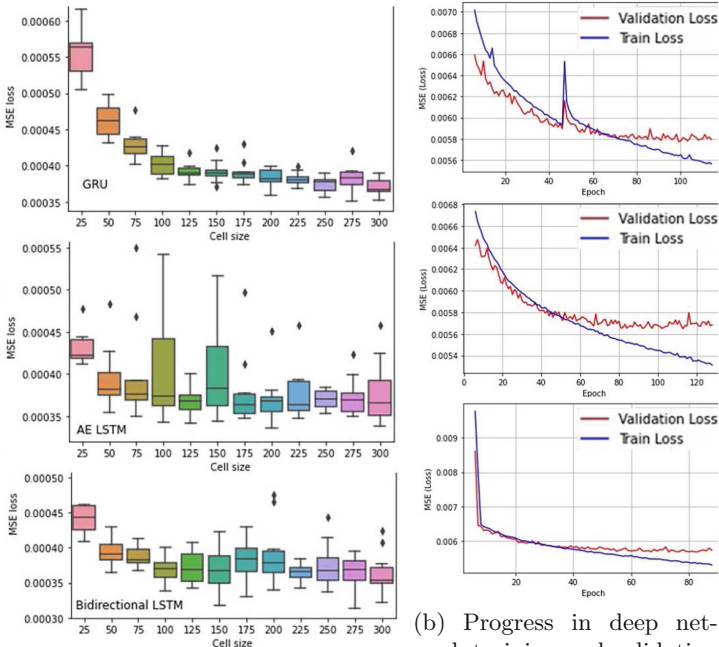 0.00060
0.00055
0.00050
0.00045
0.00040
0.00035
MSE loss
GRU
25 50 75 100 125 150 175 200 225 250 275 300
Cell size
0.00055
0.00050
0.00045
0.00040
0.00035
MSE loss
AE LSTM
25 50 75 100 125 150 175 200 225 250 275 300
Cell size
0.00050
0.00045
0.00040
0.00035
0.00030
MSE loss
Bidirectional LSTM
25 50 75 100 125 150 175 200 225 250 275 300
Cell size
0.0070
0.0068
0.0066
0.0064
0.0062
0.0060
0.0058
0.0056
MSE (Loss)
Validation Loss
Train Loss
20 40 60 80 100
Epoch
0.0068
0.0066
0.0064
0.0062
0.0060
0.0058
0.0056
0.0054
MSE (Loss)
Validation Loss
Train Loss
0 20 40 60 80 100 120
Epoch
0.009
0.008
0.007
0.006
MSE (Loss)
Validation Loss
Train Loss
20 40 60 80
Epoch
(b) Progress in deep net-